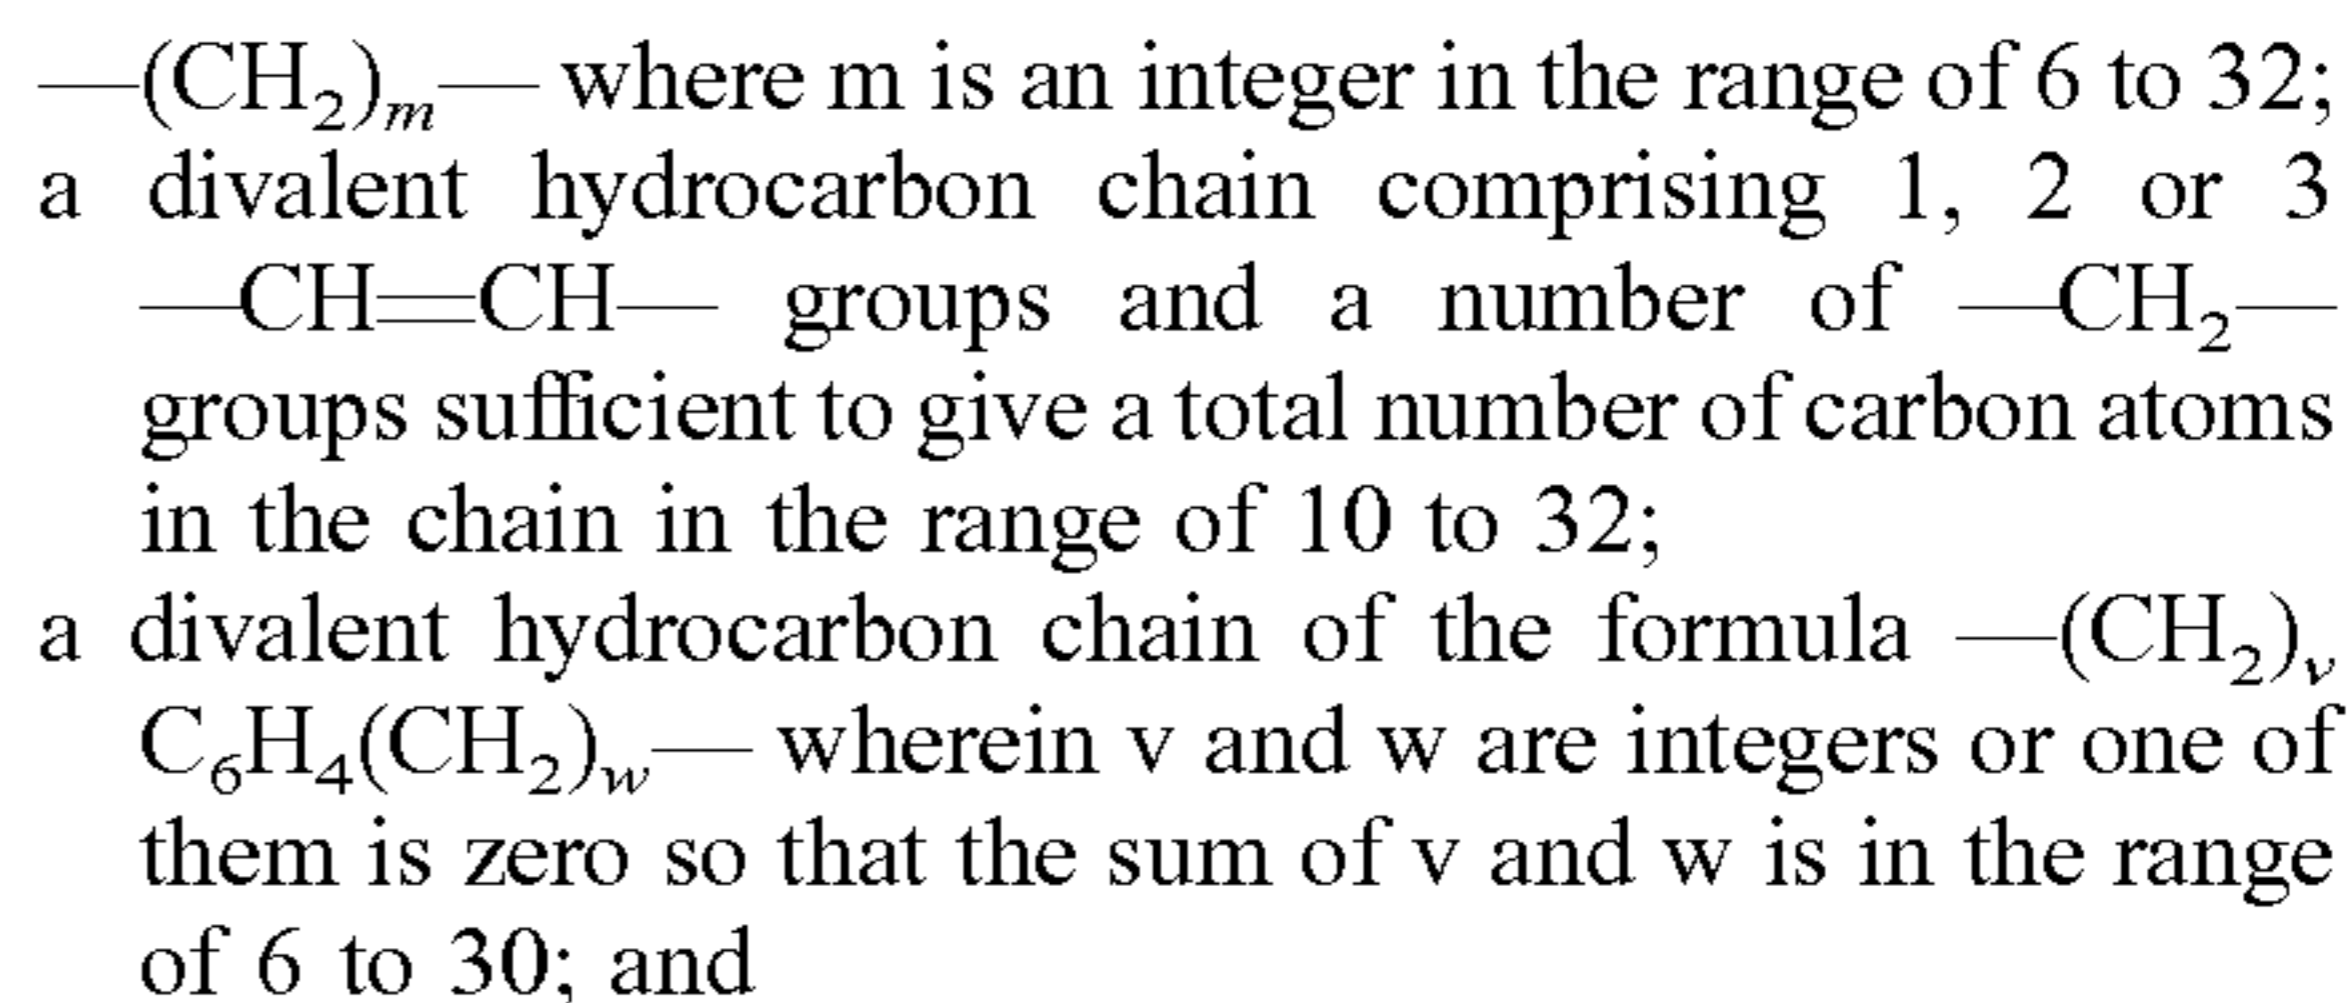 —(CH₂)ₘ— where m is an integer in the range of 6 to 32;
a divalent hydrocarbon chain comprising 1, 2 or 3
—CH=CH— groups and a number of —CH₂—
groups sufficient to give a total number of carbon atoms
in the chain in the range of 10 to 32;
a divalent hydrocarbon chain of the formula —(CH₂)ᵥ
C₆H₄(CH₂)w— wherein v and w are integers or one of
them is zero so that the sum of v and w is in the range
of 6 to 30; and